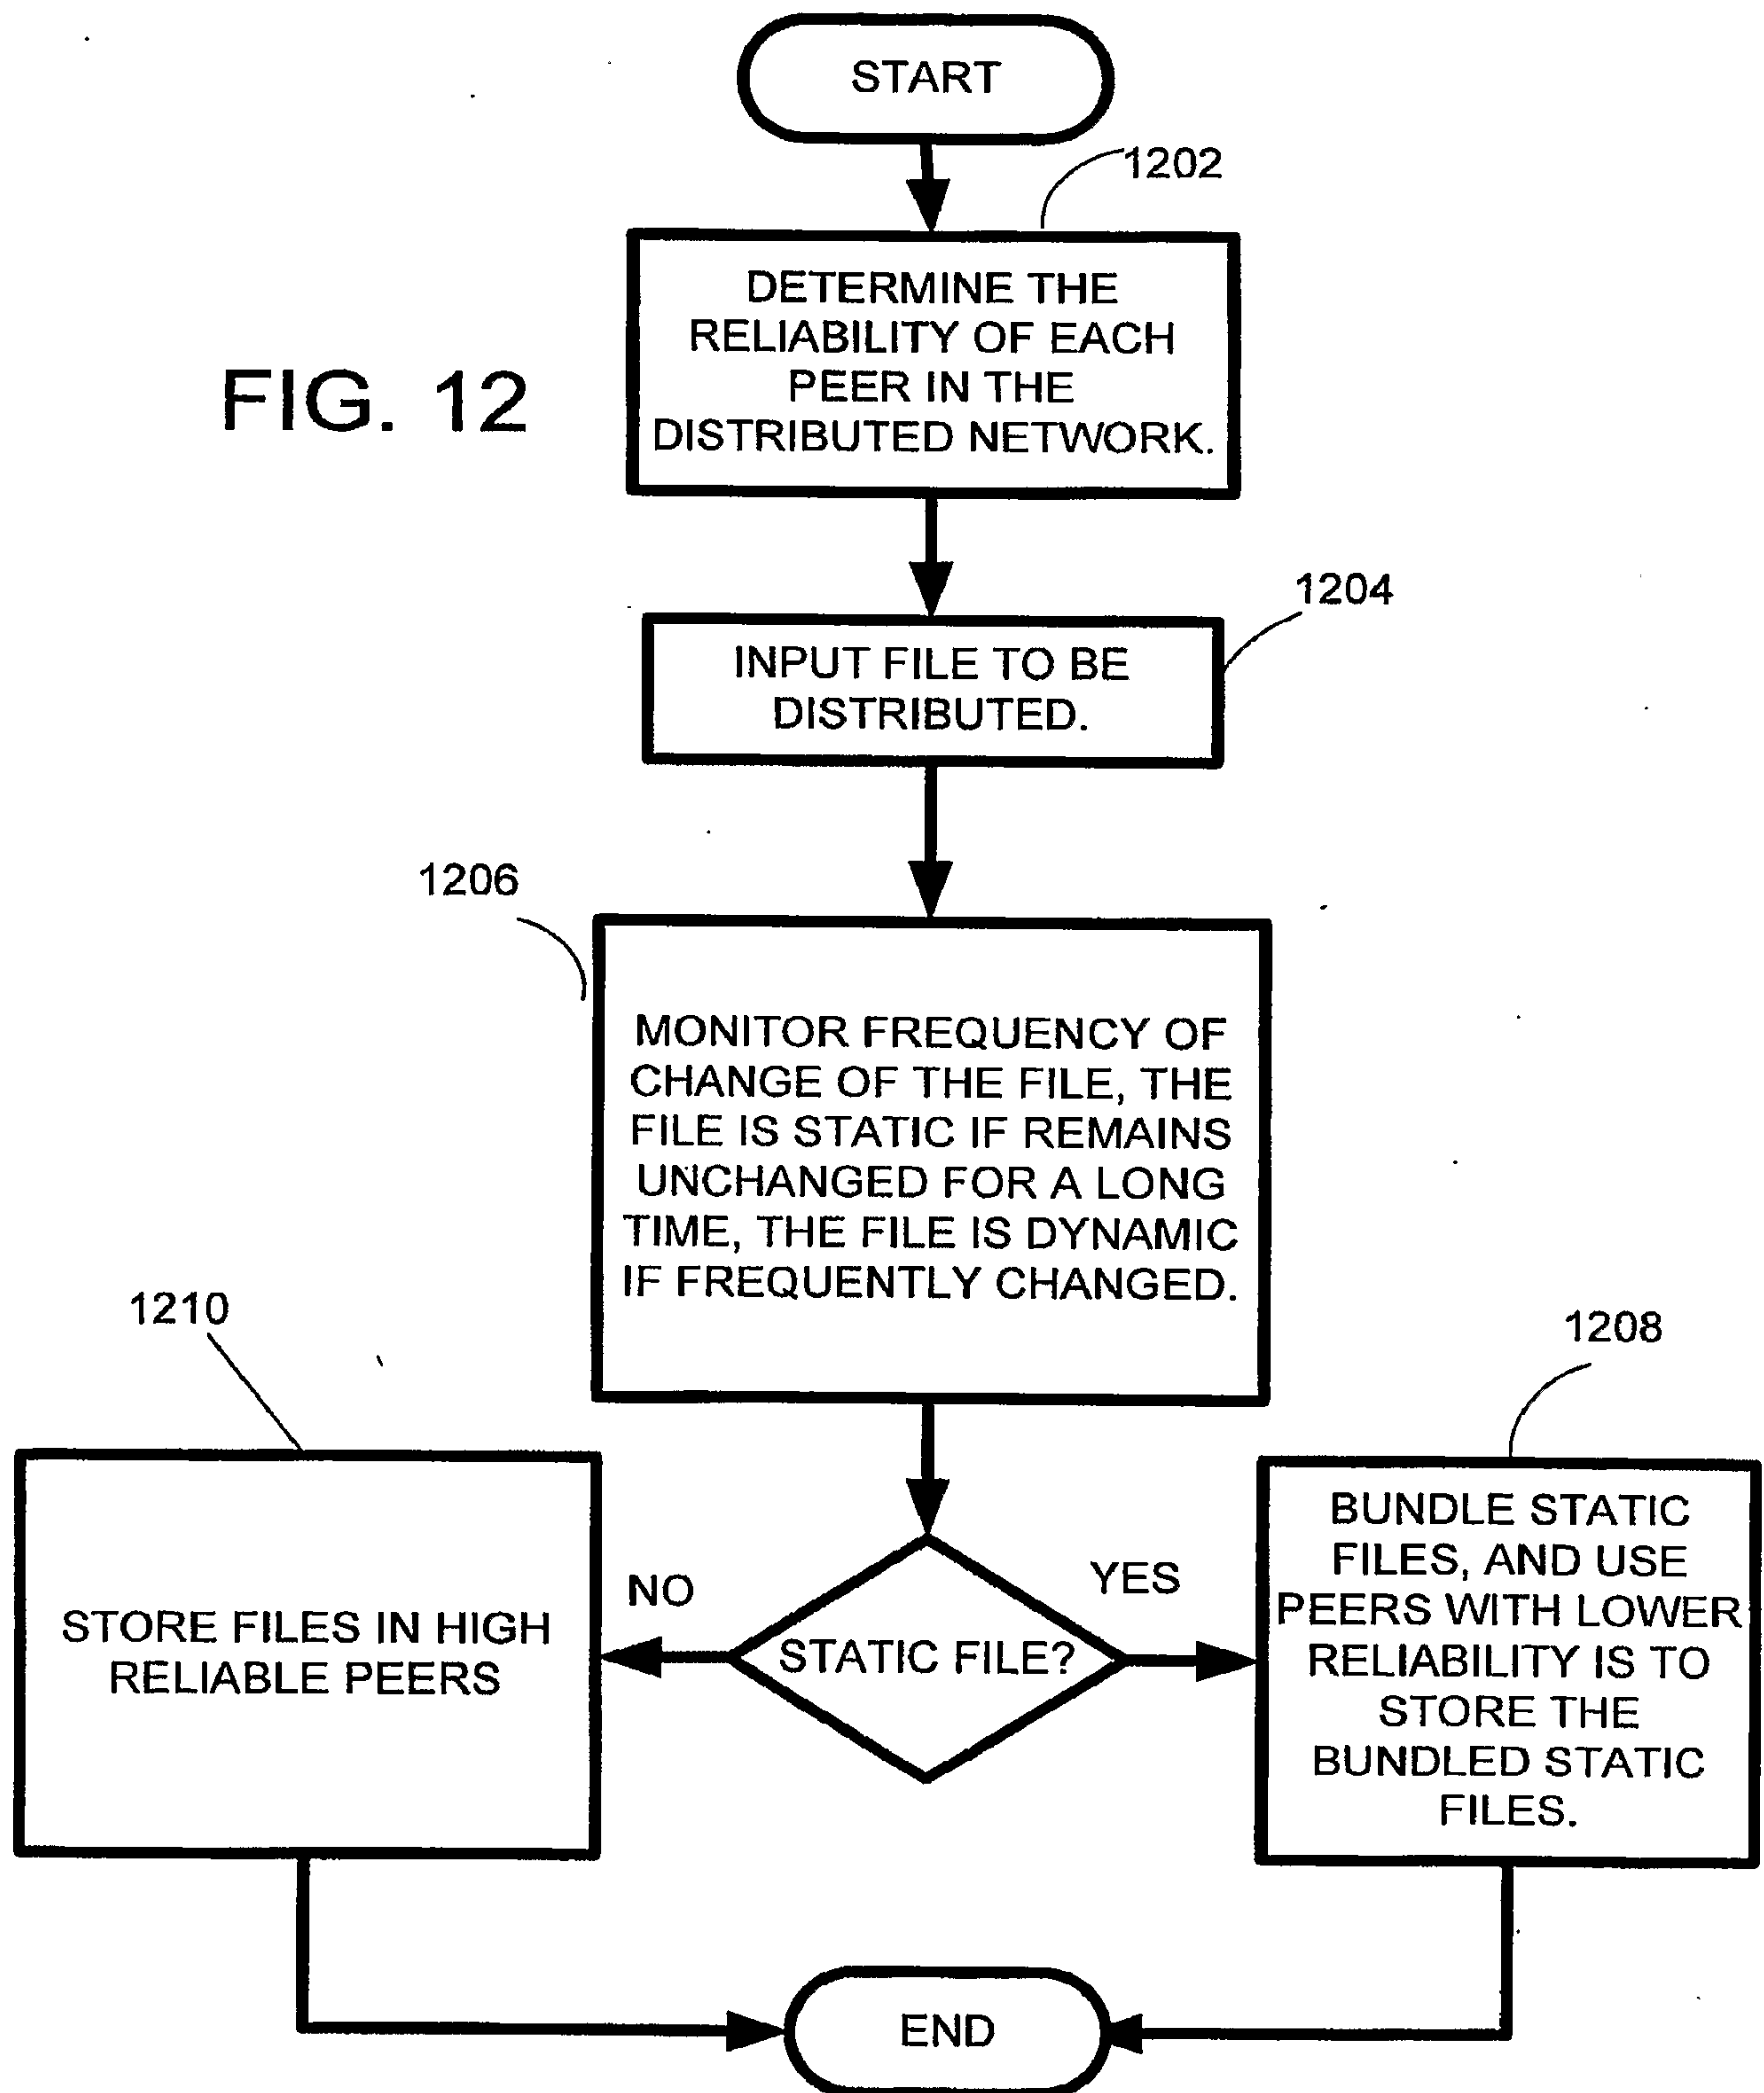 START
1202
DETERMINE THE
RELIABILITY OF EACH
PEER IN THE
DISTRIBUTED NETWORK.
FIG. 12
1204
INPUT FILE TO BE
DISTRIBUTED.
1206
MONITOR FREQUENCY OF
CHANGE OF THE FILE, THE
FILE IS STATIC IF REMAINS
UNCHANGED FOR A LONG
TIME, THE FILE IS DYNAMIC
IF FREQUENTLY CHANGED.
1210
STORE FILES IN HIGH
RELIABLE PEERS
NO
STATIC FILE?
YES
1208
BUNDLE STATIC
FILES, AND USE
PEERS WITH LOWER
RELIABILITY IS TO
STORE THE
BUNDLED STATIC
FILES.
END